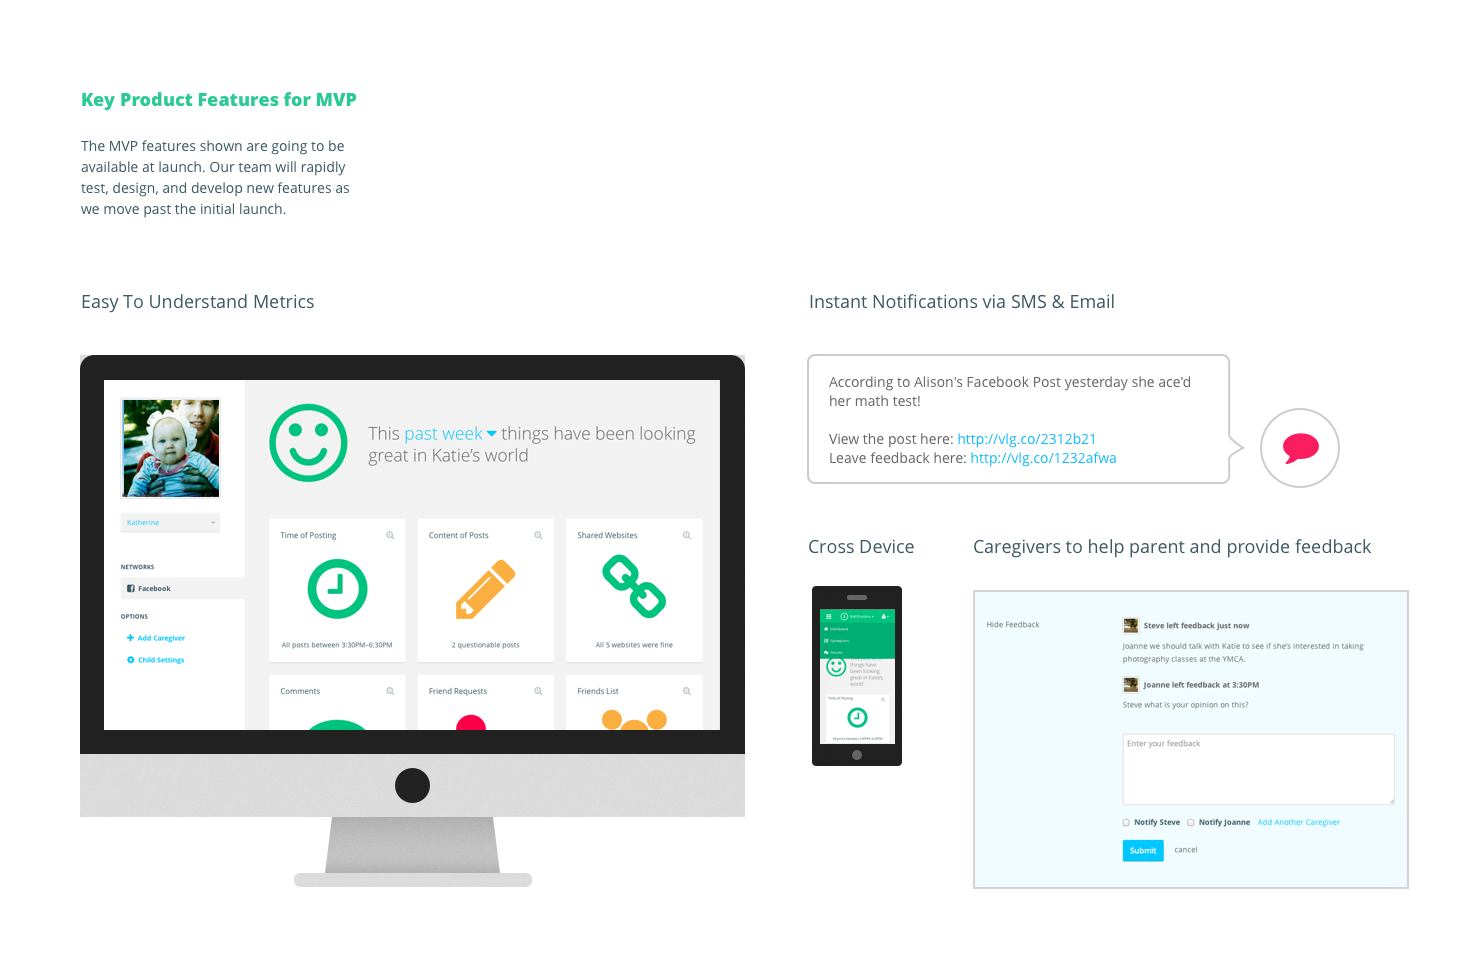 Key Product Features for MVP
The MVP features shown are going to be
available at launch. Our team will rapidly
test, design, and develop new features as
we move past the initial launch.
Easy To Understand Metrics
This past week things have been looking
great in Katie's world
Katherine
NETWORKS
Facebook
OPTIONS
Add Caregiver
Child Settings
Time of Posting
All posts between 3:30PM–6:30PM
Content of Posts
2 questionable posts
Shared Websites
All 5 websites were fine
Comments
Friend Requests
Friends List
Instant Notifications via SMS & Email
According to Alison's Facebook Post yesterday she ace'd
her math test!
View the post here: http://vlg.co/2312b21
Leave feedback here: http://vlg.co/1232afwa
Cross Device
Notifications
Dashboard
things have
been looking
great in Katie's
world
Time of Posting
All posts between 3:30PM–6:30PM
Caregivers to help parent and provide feedback
Hide Feedback
Steve left feedback just now
Joanne we should talk with Katie to see if she's interested in taking
photography classes at the YMCA.
Joanne left feedback at 3:30PM
Steve what is your opinion on this?
Enter your feedback
Notify Steve Notify Joanne Add Another Caregiver
Submit cancel